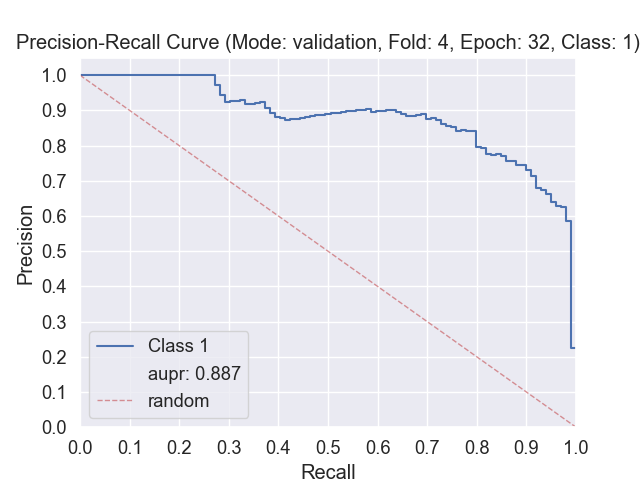 Precision-Recall Curve (Mode: validation, Fold: 4, Epoch: 32, Class: 1)
1.0
0.9
0.8
0.7
0.6
0.5
0.4
0.3
0.2
0.1
0.0
Precision
Class 1
aupr: 0.887
random
0.0 0.1 0.2 0.3 0.4 0.5 0.6 0.7 0.8 0.9 1.0
Recall